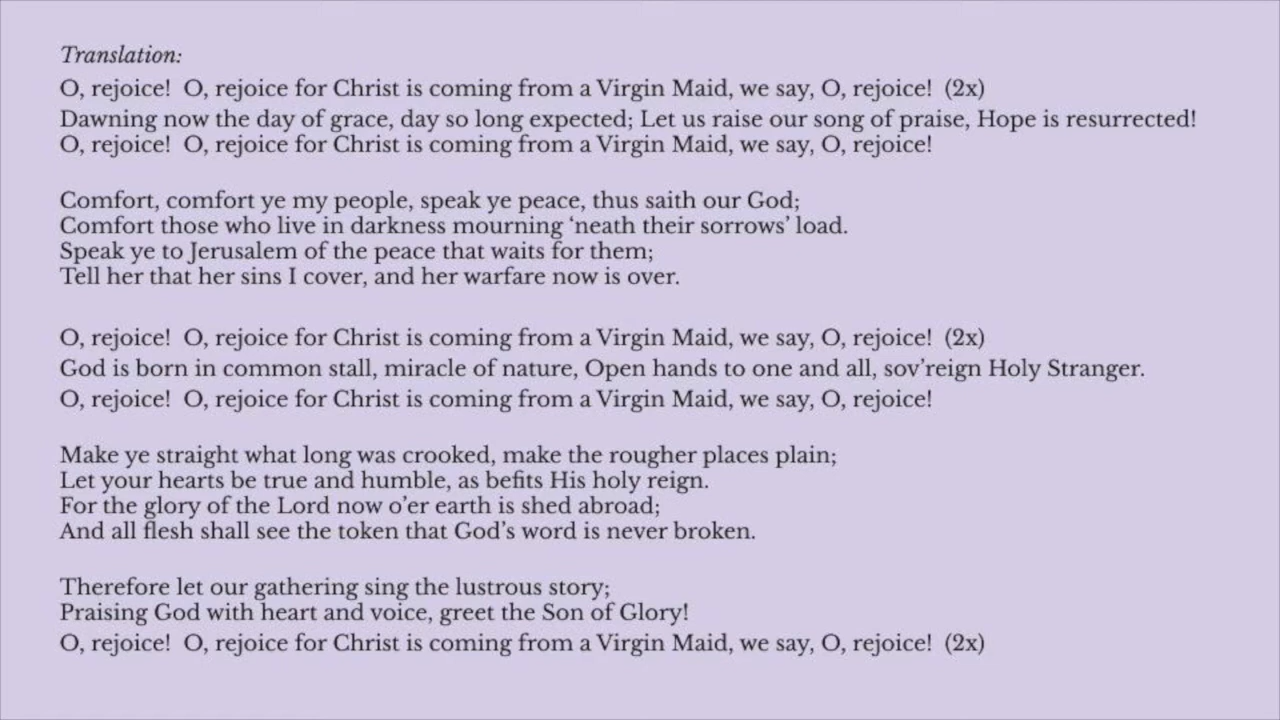 Translation:
O, rejoice!  O, rejoice for Christ is coming from a Virgin Maid, we say, O, rejoice!  (2x)
Dawning now the day of grace, day so long expected; Let us raise our song of praise, Hope is resurrected!
O, rejoice!  O, rejoice for Christ is coming from a Virgin Maid, we say, O, rejoice!
Comfort, comfort ye my people, speak ye peace, thus saith our God;
Comfort those who live in darkness mourning ‘neath their sorrows’ load.
Speak ye to Jerusalem of the peace that waits for them;
Tell her that her sins I cover, and her warfare now is over.
O, rejoice!  O, rejoice for Christ is coming from a Virgin Maid, we say, O, rejoice!  (2x)
God is born in common stall, miracle of nature, Open hands to one and all, sov’reign Holy Stranger.
O, rejoice!  O, rejoice for Christ is coming from a Virgin Maid, we say, O, rejoice!
Make ye straight what long was crooked, make the rougher places plain;
Let your hearts be true and humble, as befits His holy reign.
For the glory of the Lord now o’er earth is shed abroad;
And all flesh shall see the token that God’s word is never broken.
Therefore let our gathering sing the lustrous story;
Praising God with heart and voice, greet the Son of Glory!
O, rejoice!  O, rejoice for Christ is coming from a Virgin Maid, we say, O, rejoice!  (2x)